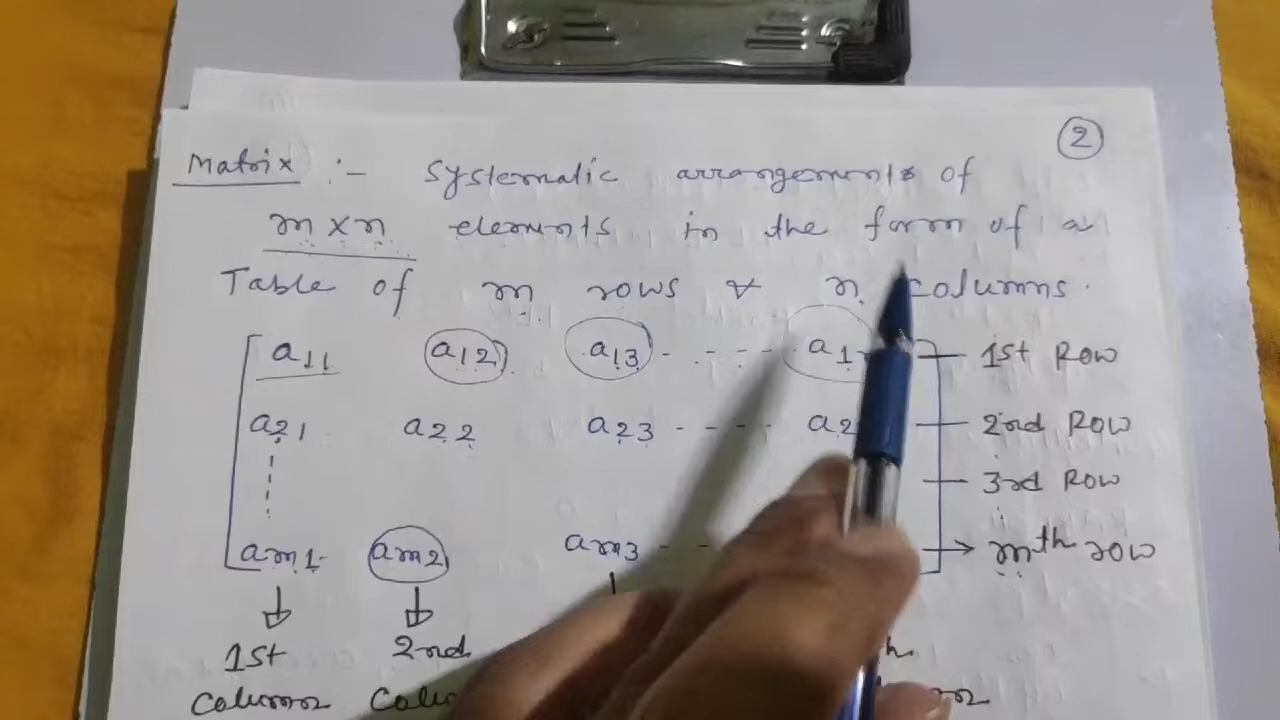 2
Matrix :- Systematic arrangements of
m x n elements in the form of a
Table of m rows & n columns.
a11 a12 a13 - - - - - a1 1st Row
a21 a22 a23 - - - - a2 2nd Row
3rd Row
am1 am2 am3 - - - mth row
1st 2nd
column